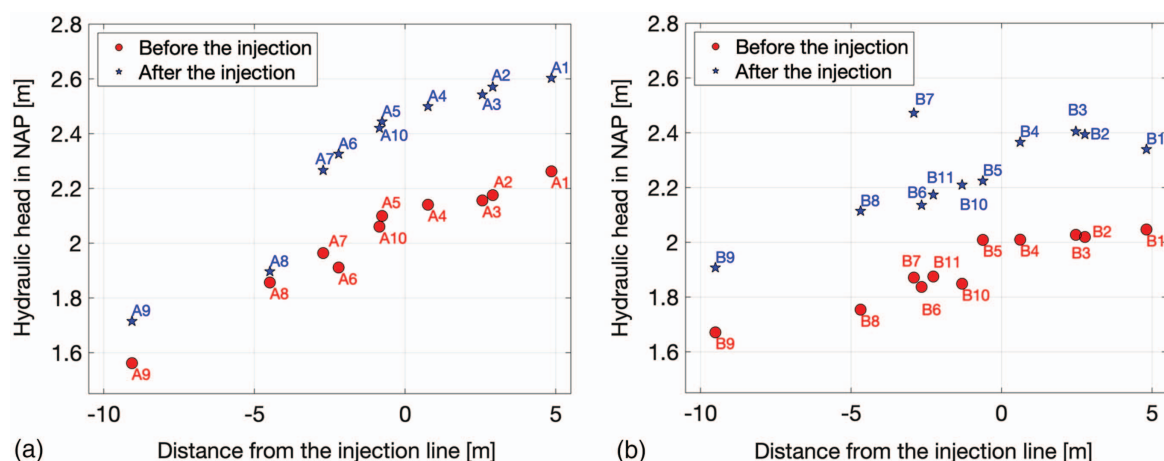 2.8
2.6
2.4
2.2
2
1.8
1.6
Hydraulic head in NAP [m]
Before the injection
After the injection
A1
A2
A3
A4
A5
A10
A6
A7
A8
A9
A1
A2
A3
A4
A5
A10
A7
A6
A8
A9
-10
-5
0
5
(a)
Distance from the injection line [m]
2.8
2.6
2.4
2.2
2
1.8
1.6
Hydraulic head in NAP [m]
Before the injection
After the injection
B7
B3
B2
B4
B1
B5
B11
B10
B6
B8
B9
B1
B2
B3
B4
B5
B7
B11
B10
B6
B8
B9
-10
-5
0
5
(b)
Distance from the injection line [m]